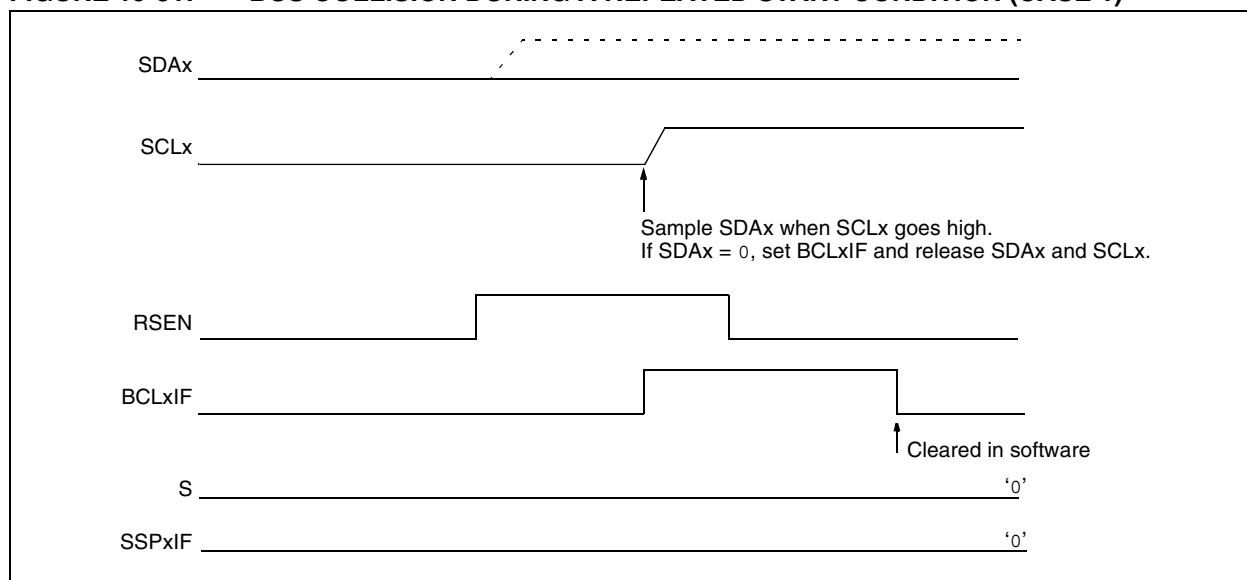 SDAx
SCLx
Sample SDAx when SCLx goes high.
If SDAx = 0, set BCLxIF and release SDAx and SCLx.
RSEN
BCLxIF
Cleared in software
S
‘0’
SSPxIF
‘0’